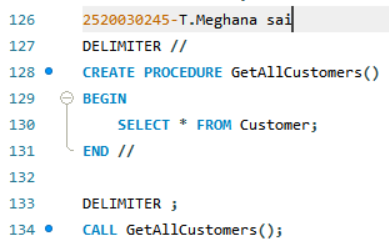 126 2520030245-T.Meghana sai
127 DELIMITER //
128 CREATE PROCEDURE GetAllCustomers()
129 BEGIN
130 SELECT * FROM Customer;
131 END //
132
133 DELIMITER ;
134 CALL GetAllCustomers();